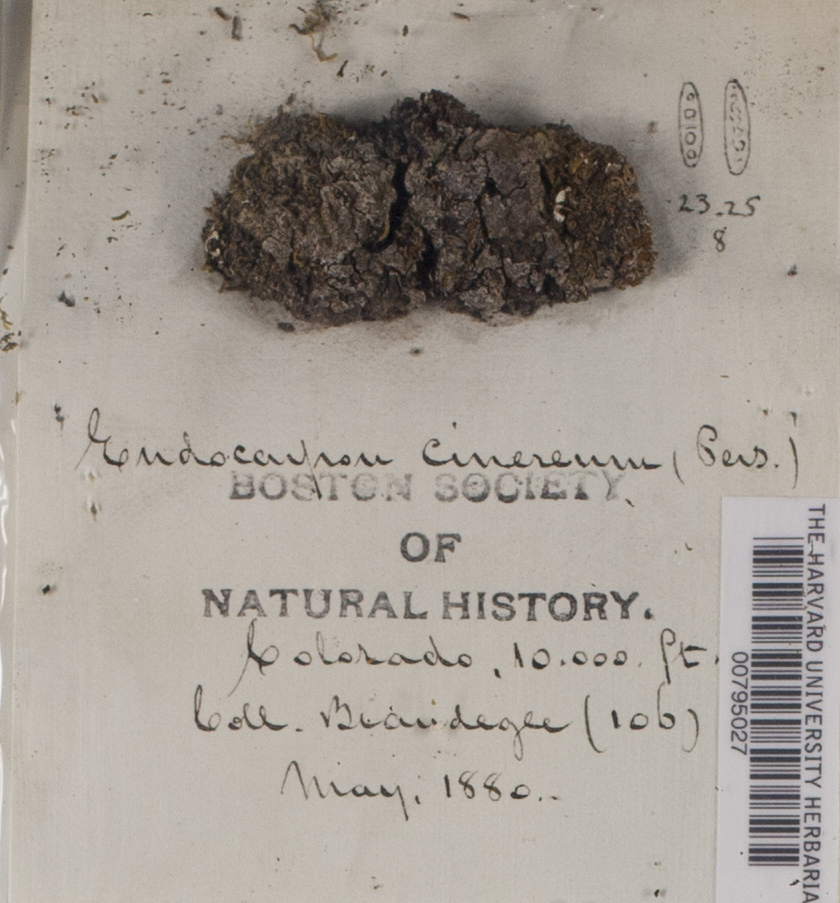 23.25
8
Endocarpon cinereum (Pers.)
BOSTON SOCIETY
OF
NATURAL HISTORY.
Colorado, 10.000. ft.
Coll. Brandegee (106)
May, 1880..
THE HARVARD UNIVERSITY HERBARIA
00795027